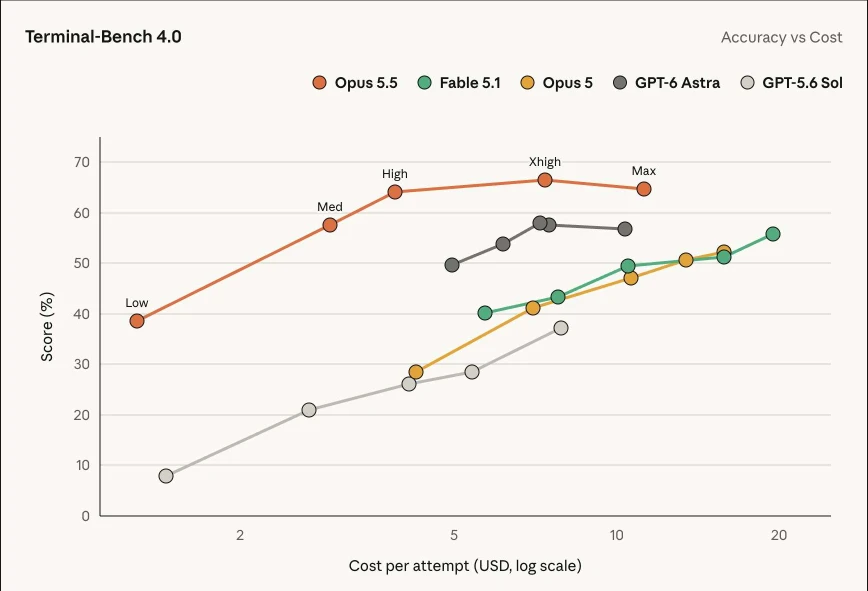 Terminal-Bench 4.0
Accuracy vs Cost
Opus 5.5 Fable 5.1 Opus 5 GPT-6 Astra GPT-5.6 Sol
70
60
50
40
30
20
10
0
Score (%)
Low
Med
High
Xhigh
Max
2 5 10 20
Cost per attempt (USD, log scale)